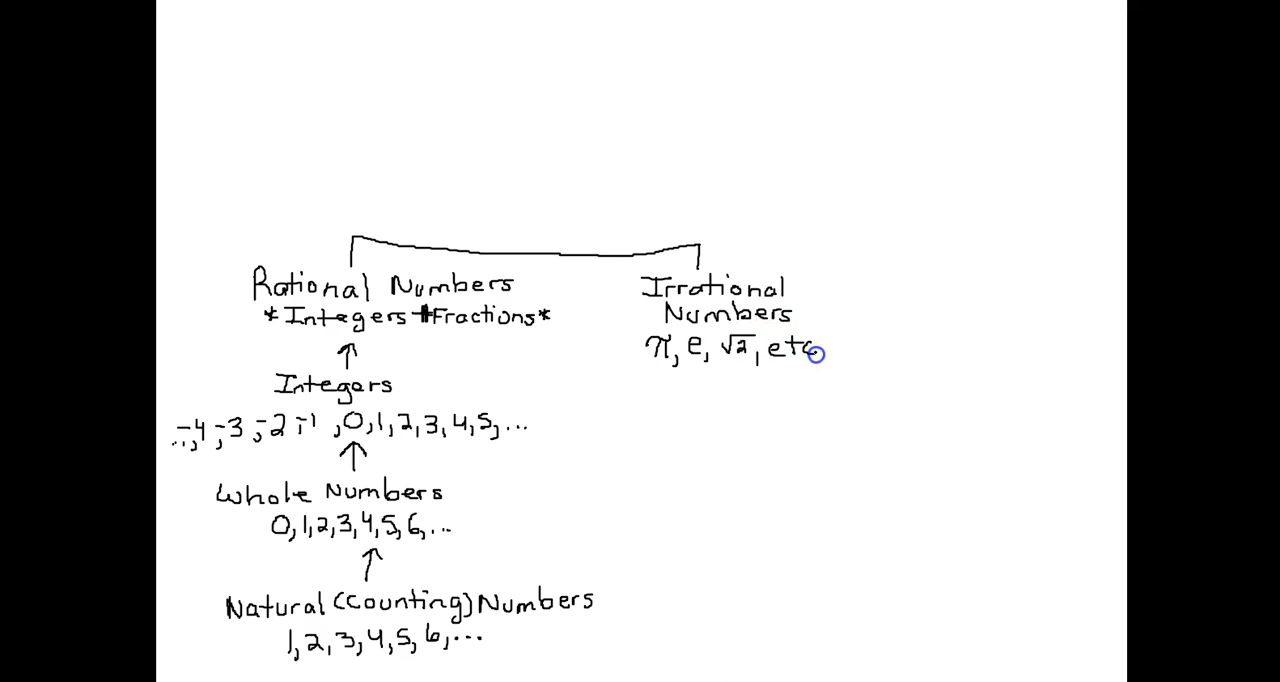 Rational Numbers
*Integers+Fractions*
Irrational
Numbers
π, e, √2, etc
Integers
...,-4,-3,-2,-1,0,1,2,3,4,5,...
Whole Numbers
0,1,2,3,4,5,6,...
Natural(Counting)Numbers
1,2,3,4,5,6,...